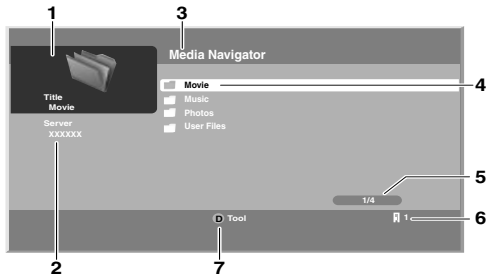 1
3
Media Navigator
Title
Movie
Server
XXXXXX
Movie
Music
Photos
User Files
4
1/4
5
D Tool
1
6
2
7